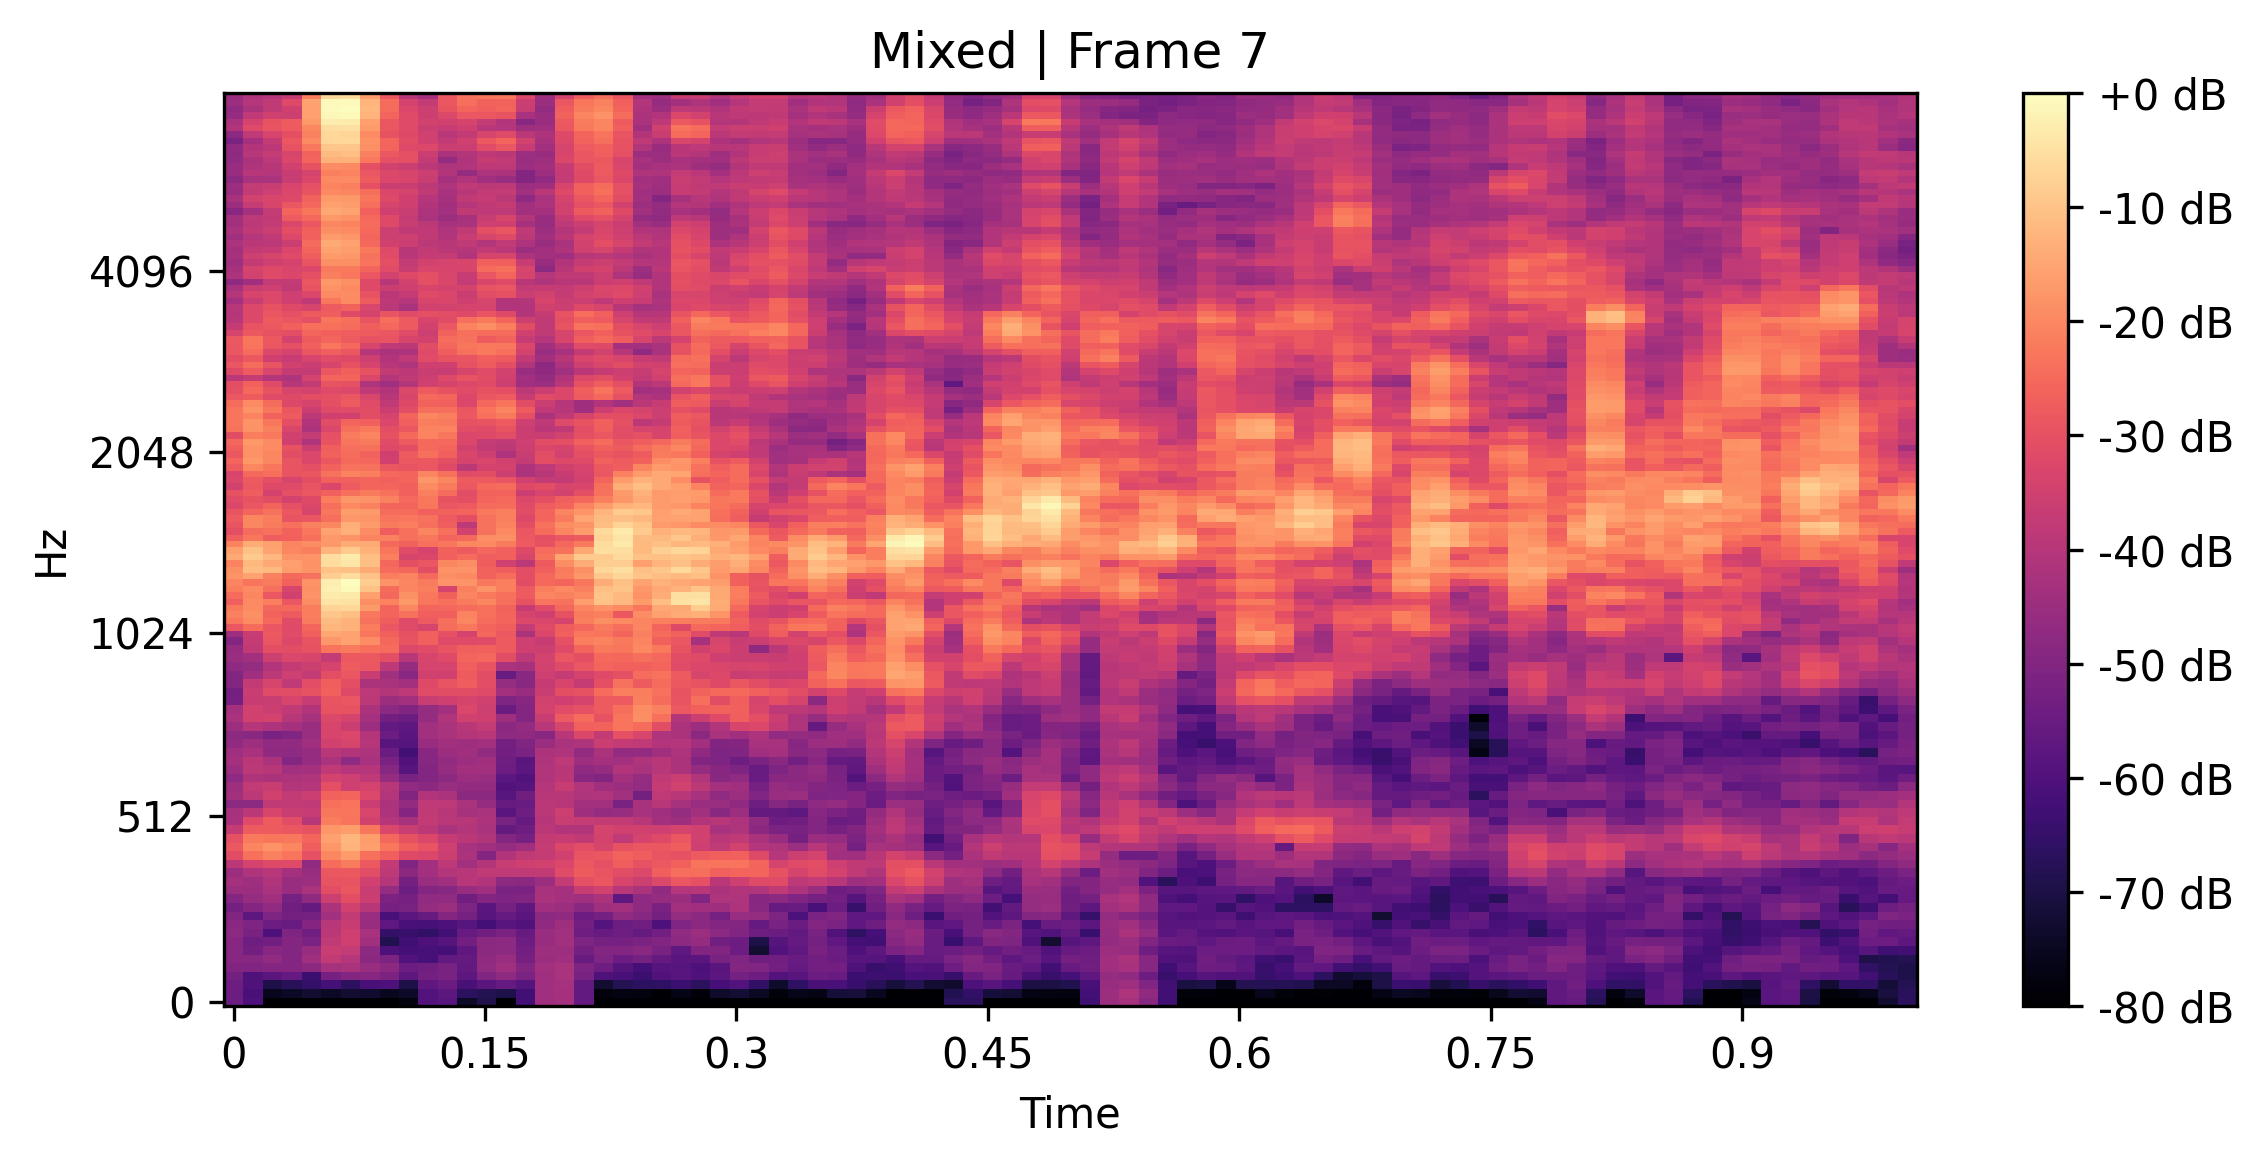 Mixed | Frame 7
+0 dB
-10 dB
-20 dB
-30 dB
-40 dB
-50 dB
-60 dB
-70 dB
-80 dB
Hz
4096
2048
1024
512
0
0 0.15 0.3 0.45 0.6 0.75 0.9
Time